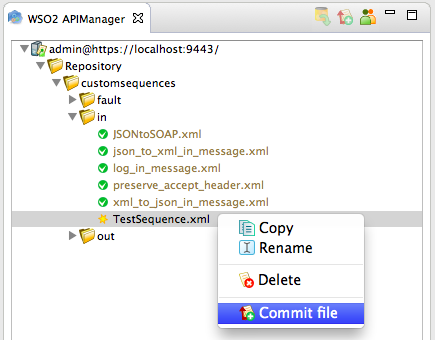 WSO2 APIManager
admin@https://localhost:9443/
Repository
customsequences
fault
in
JSONtoSOAP.xml
json_to_xml_in_message.xml
log_in_message.xml
preserve_accept_header.xml
xml_to_json_in_message.xml
TestSequence.xml
out
Copy
Rename
Delete
Commit file